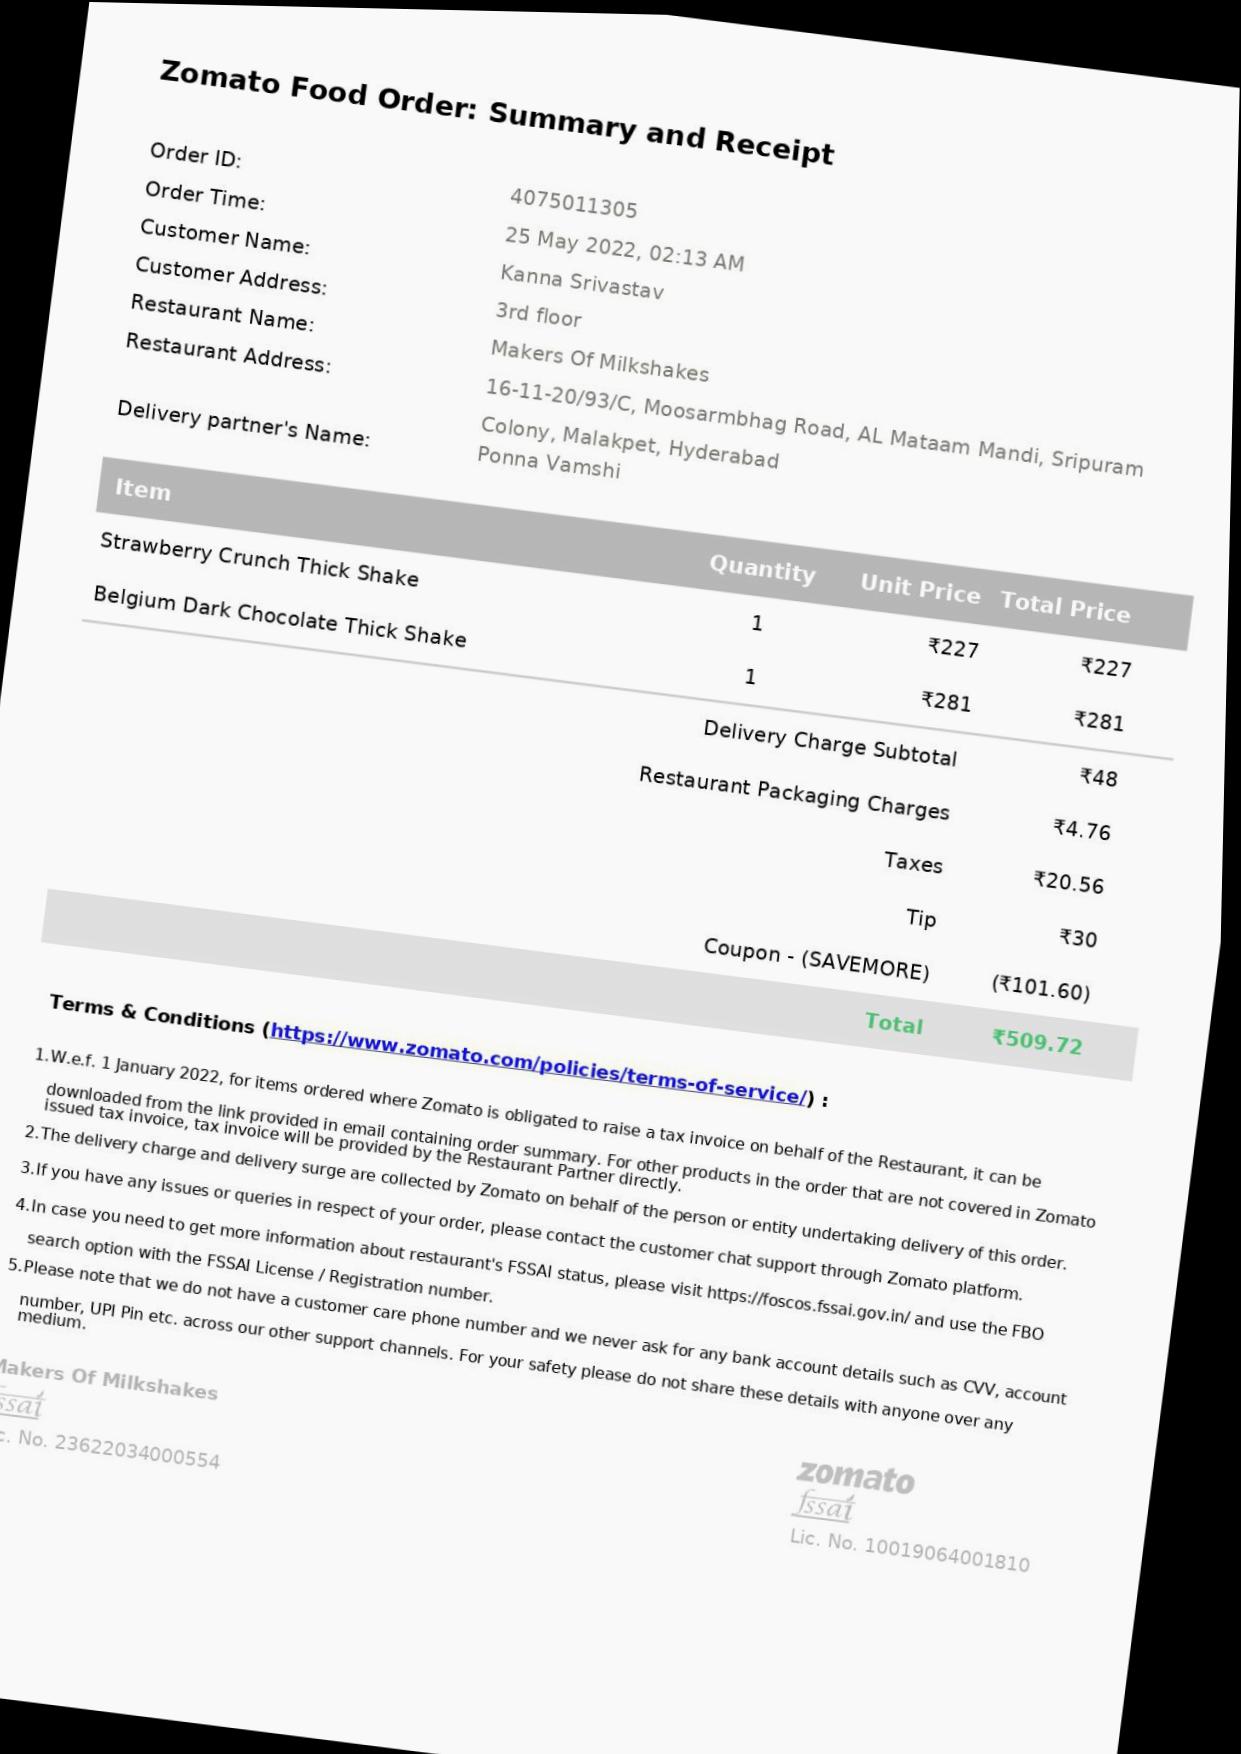 Zomato Food Order: Summary and Receipt
Order ID: 4075011305
Order Time: 25 May 2022, 02:13 AM
Customer Name: Kanna Srivastav
Customer Address: 3rd floor
Restaurant Name: Makers Of Milkshakes
Restaurant Address: 16-11-20/93/C, Moosarmbhag Road, AL Mataam Mandi, Sripuram
Colony, Malakpet, Hyderabad
Delivery partner's Name: Ponna Vamshi
Item Quantity Unit Price Total Price
Strawberry Crunch Thick Shake 1 ₹227 ₹227
Belgium Dark Chocolate Thick Shake 1 ₹281 ₹281
Delivery Charge Subtotal ₹48
Restaurant Packaging Charges ₹4.76
Taxes ₹20.56
Tip ₹30
Coupon - (SAVEMORE) (₹101.60)
Total ₹509.72
Terms & Conditions (https://www.zomato.com/policies/terms-of-service/) :
1.W.e.f. 1 January 2022, for items ordered where Zomato is obligated to raise a tax invoice on behalf of the Restaurant, it can be
downloaded from the link provided in email containing order summary. For other products in the order that are not covered in Zomato
issued tax invoice, tax invoice will be provided by the Restaurant Partner directly.
2.The delivery charge and delivery surge are collected by Zomato on behalf of the person or entity undertaking delivery of this order.
3.If you have any issues or queries in respect of your order, please contact the customer chat support through Zomato platform.
4.In case you need to get more information about restaurant's FSSAI status, please visit https://foscos.fssai.gov.in/ and use the FBO
search option with the FSSAI License / Registration number.
5.Please note that we do not have a customer care phone number and we never ask for any bank account details such as CVV, account
number, UPI Pin etc. across our other support channels. For your safety please do not share these details with anyone over any
medium.
Makers Of Milkshakes
ssai
c. No. 23622034000554
zomato
fssai
Lic. No. 10019064001810